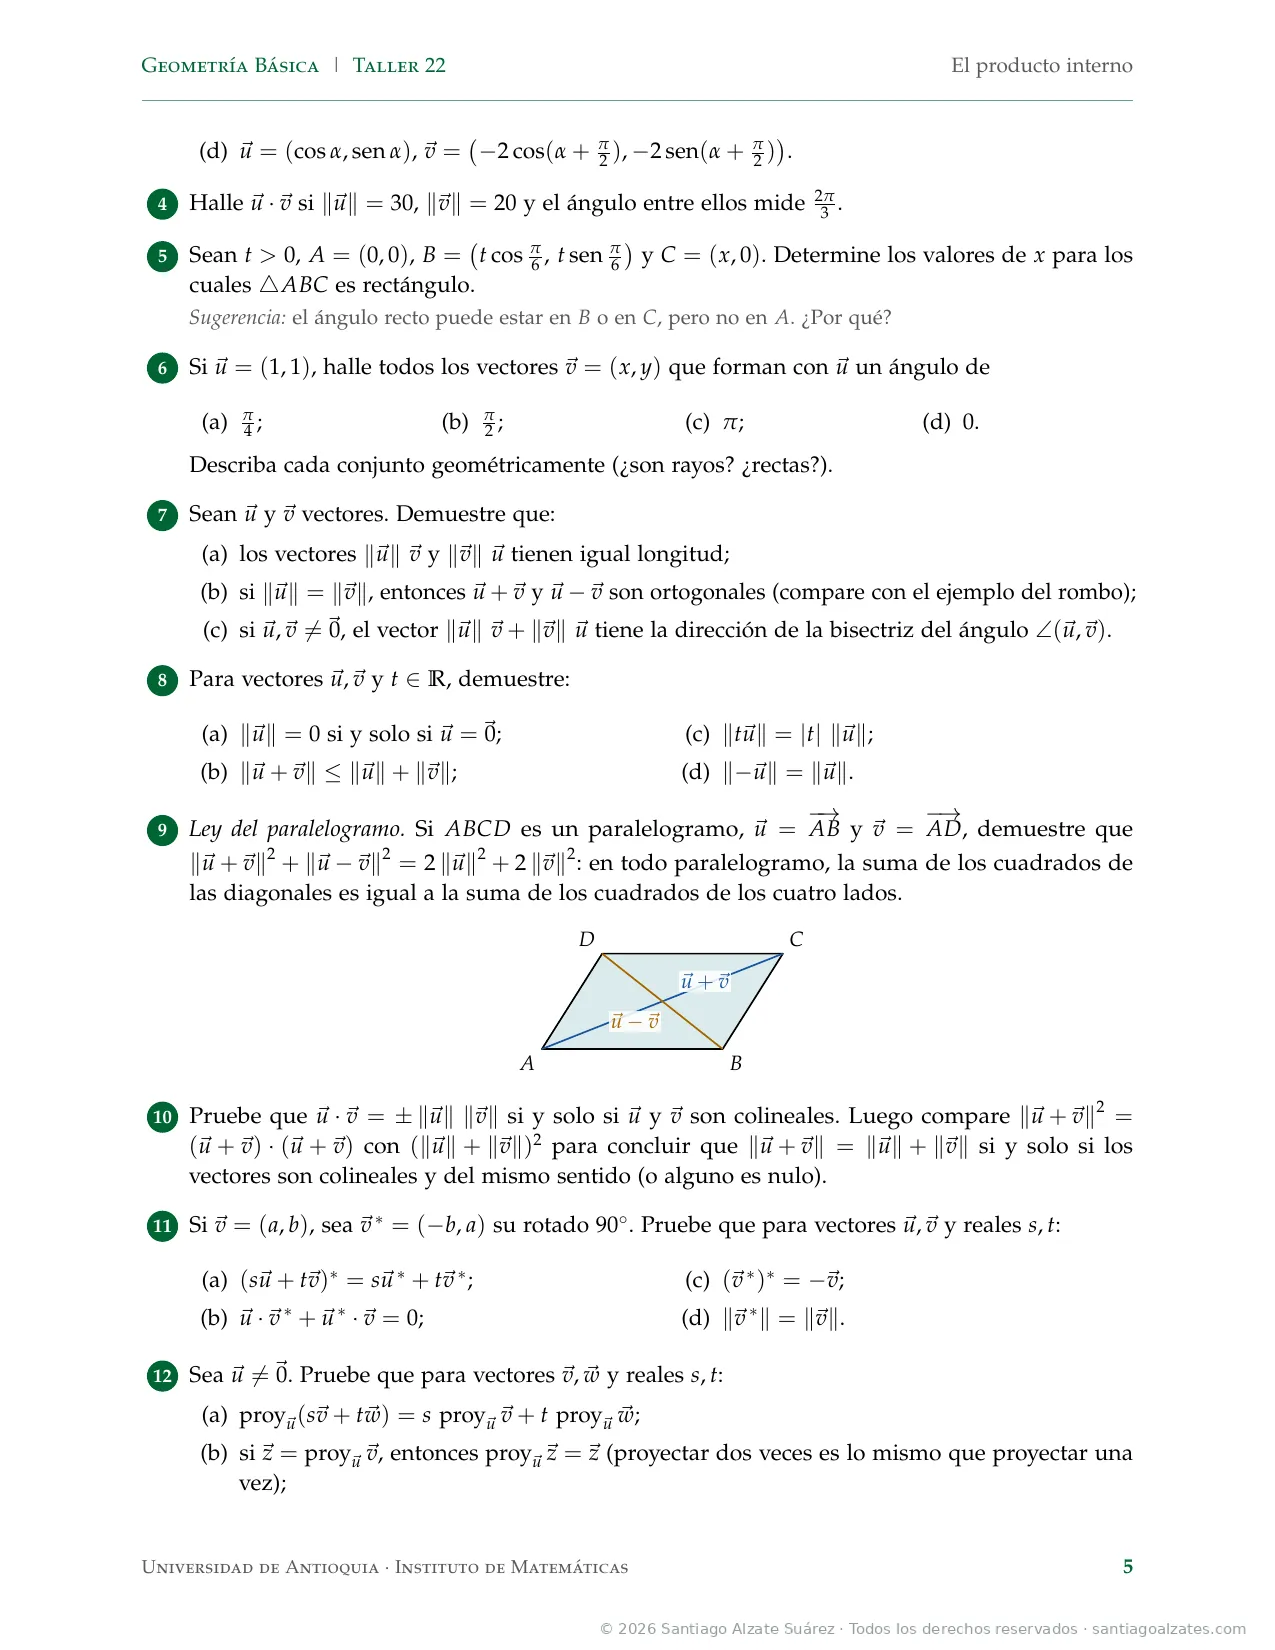 Geometría Básica | Taller 22 El producto interno
(d) u⃗ = (cos α, sen α), v⃗ = (−2 cos(α + π/2), −2 sen(α + π/2)).
4 Halle u⃗ · v⃗ si ‖u⃗‖ = 30, ‖v⃗‖ = 20 y el ángulo entre ellos mide 2π/3.
5 Sean t > 0, A = (0, 0), B = (t cos π/6, t sen π/6) y C = (x, 0). Determine los valores de x para los
cuales △ABC es rectángulo.
Sugerencia: el ángulo recto puede estar en B o en C, pero no en A. ¿Por qué?
6 Si u⃗ = (1, 1), halle todos los vectores v⃗ = (x, y) que forman con u⃗ un ángulo de
(a) π/4; (b) π/2; (c) π; (d) 0.
Describa cada conjunto geométricamente (¿son rayos? ¿rectas?).
7 Sean u⃗ y v⃗ vectores. Demuestre que:
(a) los vectores ‖u⃗‖ v⃗ y ‖v⃗‖ u⃗ tienen igual longitud;
(b) si ‖u⃗‖ = ‖v⃗‖, entonces u⃗ + v⃗ y u⃗ − v⃗ son ortogonales (compare con el ejemplo del rombo);
(c) si u⃗, v⃗ ≠ 0⃗, el vector ‖u⃗‖ v⃗ + ‖v⃗‖ u⃗ tiene la dirección de la bisectriz del ángulo ∠(u⃗, v⃗).
8 Para vectores u⃗, v⃗ y t ∈ ℝ, demuestre:
(a) ‖u⃗‖ = 0 si y solo si u⃗ = 0⃗; (c) ‖tu⃗‖ = |t| ‖u⃗‖;
(b) ‖u⃗ + v⃗‖ ≤ ‖u⃗‖ + ‖v⃗‖; (d) ‖−u⃗‖ = ‖u⃗‖.
9 Ley del paralelogramo. Si ABCD es un paralelogramo, u⃗ = AB⃗ y v⃗ = AD⃗, demuestre que
‖u⃗ + v⃗‖² + ‖u⃗ − v⃗‖² = 2 ‖u⃗‖² + 2 ‖v⃗‖²: en todo paralelogramo, la suma de los cuadrados de
las diagonales es igual a la suma de los cuadrados de los cuatro lados.
D C
u⃗ + v⃗
u⃗ − v⃗
A B
10 Pruebe que u⃗ · v⃗ = ± ‖u⃗‖ ‖v⃗‖ si y solo si u⃗ y v⃗ son colineales. Luego compare ‖u⃗ + v⃗‖² =
(u⃗ + v⃗) · (u⃗ + v⃗) con (‖u⃗‖ + ‖v⃗‖)² para concluir que ‖u⃗ + v⃗‖ = ‖u⃗‖ + ‖v⃗‖ si y solo si los
vectores son colineales y del mismo sentido (o alguno es nulo).
11 Si v⃗ = (a, b), sea v⃗* = (−b, a) su rotado 90°. Pruebe que para vectores u⃗, v⃗ y reales s, t:
(a) (su⃗ + tv⃗)* = su⃗* + tv⃗*; (c) (v⃗*)* = −v⃗;
(b) u⃗ · v⃗* + u⃗* · v⃗ = 0; (d) ‖v⃗*‖ = ‖v⃗‖.
12 Sea u⃗ ≠ 0⃗. Pruebe que para vectores v⃗, w⃗ y reales s, t:
(a) proy_u⃗(sv⃗ + tw⃗) = s proy_u⃗ v⃗ + t proy_u⃗ w⃗;
(b) si z⃗ = proy_u⃗ v⃗, entonces proy_u⃗ z⃗ = z⃗ (proyectar dos veces es lo mismo que proyectar una
vez);
Universidad de Antioquia · Instituto de Matemáticas 5
© 2026 Santiago Alzate Suárez · Todos los derechos reservados · santiagoalzates.com